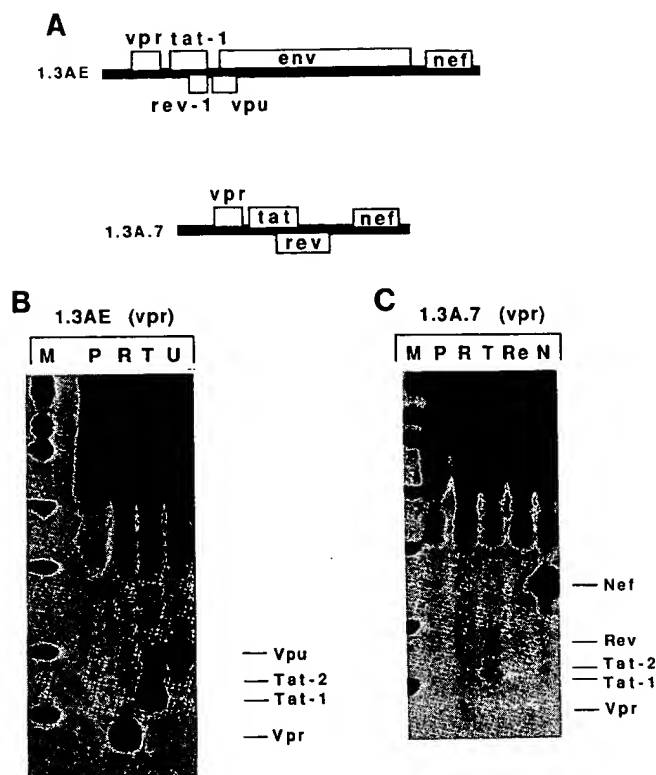 A
vpr tat-1
env
nef
1.3AE
rev-1 vpu
vpr
tat
nef
1.3A.7
rev
B
1.3AE (vpr)
M P R T U
Vpu
Tat-2
Tat-1
Vpr
C
1.3A.7 (vpr)
M P R T Re N
Nef
Rev
Tat-2
Tat-1
Vpr